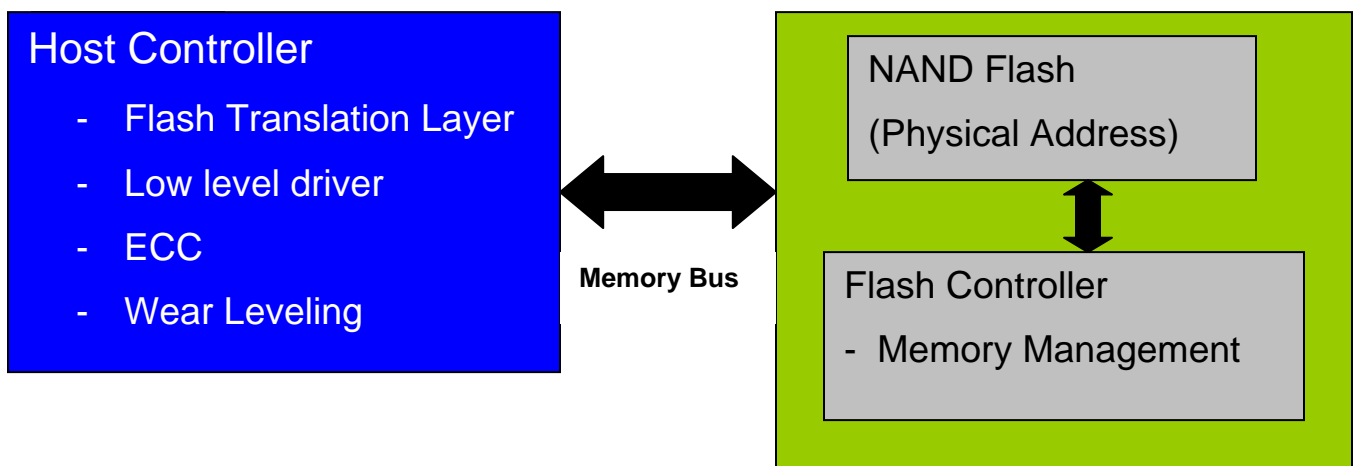 Host Controller
- Flash Translation Layer
- Low level driver
- ECC
- Wear Leveling
Memory Bus
NAND Flash
(Physical Address)
Flash Controller
- Memory Management